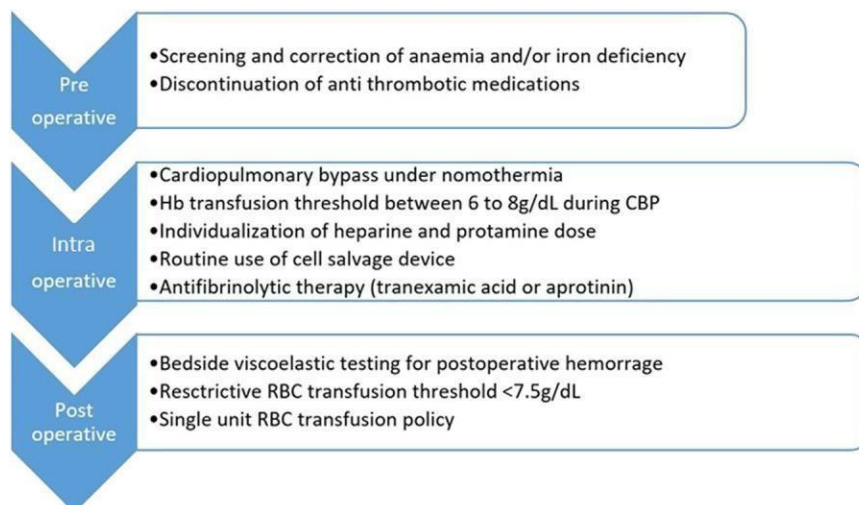 Pre
operative
•Screening and correction of anaemia and/or iron deficiency
•Discontinuation of anti thrombotic medications
Intra
operative
•Cardiopulmonary bypass under nomothermia
•Hb transfusion threshold between 6 to 8g/dL during CBP
•Individualization of heparine and protamine dose
•Routine use of cell salvage device
•Antifibrinolytic therapy (tranexamic acid or aprotinin)
Post
operative
•Bedside viscoelastic testing for postoperative hemorrage
•Resctrictive RBC transfusion threshold <7.5g/dL
•Single unit RBC transfusion policy